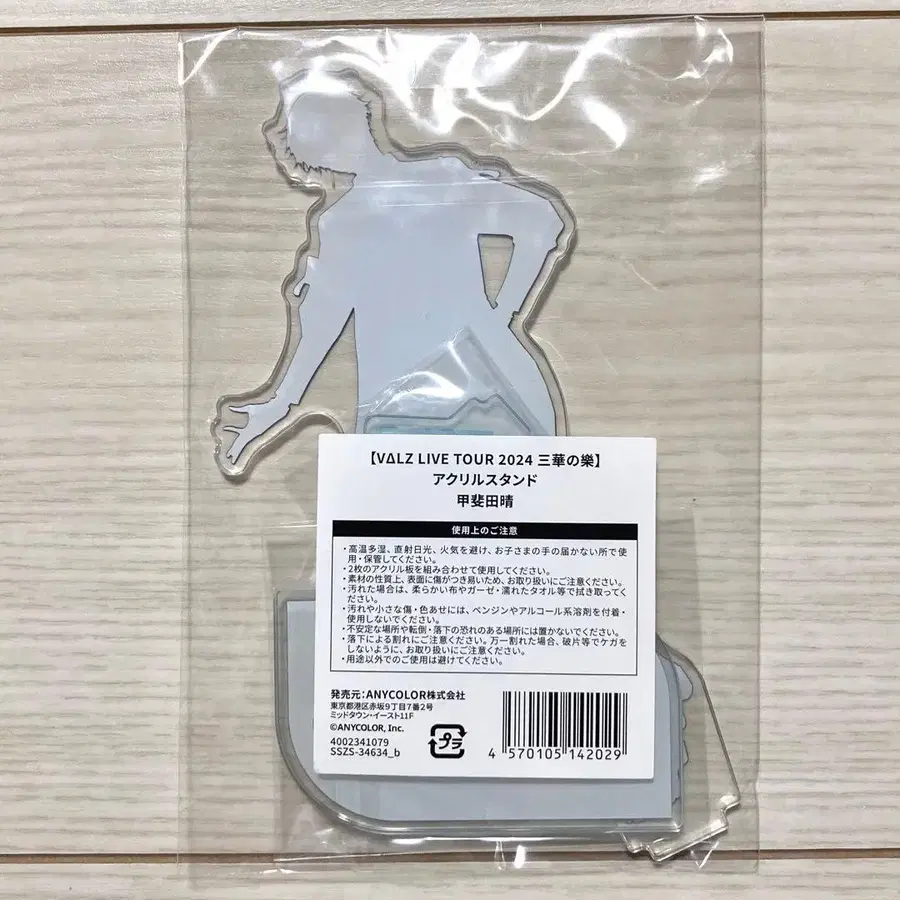 【VΔLZ LIVE TOUR 2024 三華の樂】
アクリルスタンド
甲斐田晴
使用上のご注意
・高温多湿、直射日光、火気を避け、お子さまの手の届かない所で使
用・保管してください。
・2枚のアクリル板を組み合わせて使用してください。
・素材の性質上、表面に傷がつき易いため、お取り扱いにご注意ください。
・汚れた場合は、柔らかい布やガーゼ・濡れたタオル等で拭き取ってく
ださい。
・汚れや小さな傷・色あせには、ベンジンやアルコール系溶剤を付着・
使用しないでください。
・不安定な場所や転倒・落下の恐れのある場所には置かないでください。
・落下による割れにご注意ください。万一割れた場合、破片等でケガを
しないように、お取り扱いにご注意ください。
・用途以外でのご使用は避けてください。
発売元:ANYCOLOR株式会社
東京都港区赤坂9丁目7番2号
ミッドタウン・イースト11F
©ANYCOLOR, Inc.
4002341079
SSZS-34634_b
プラ
4 570105 142029